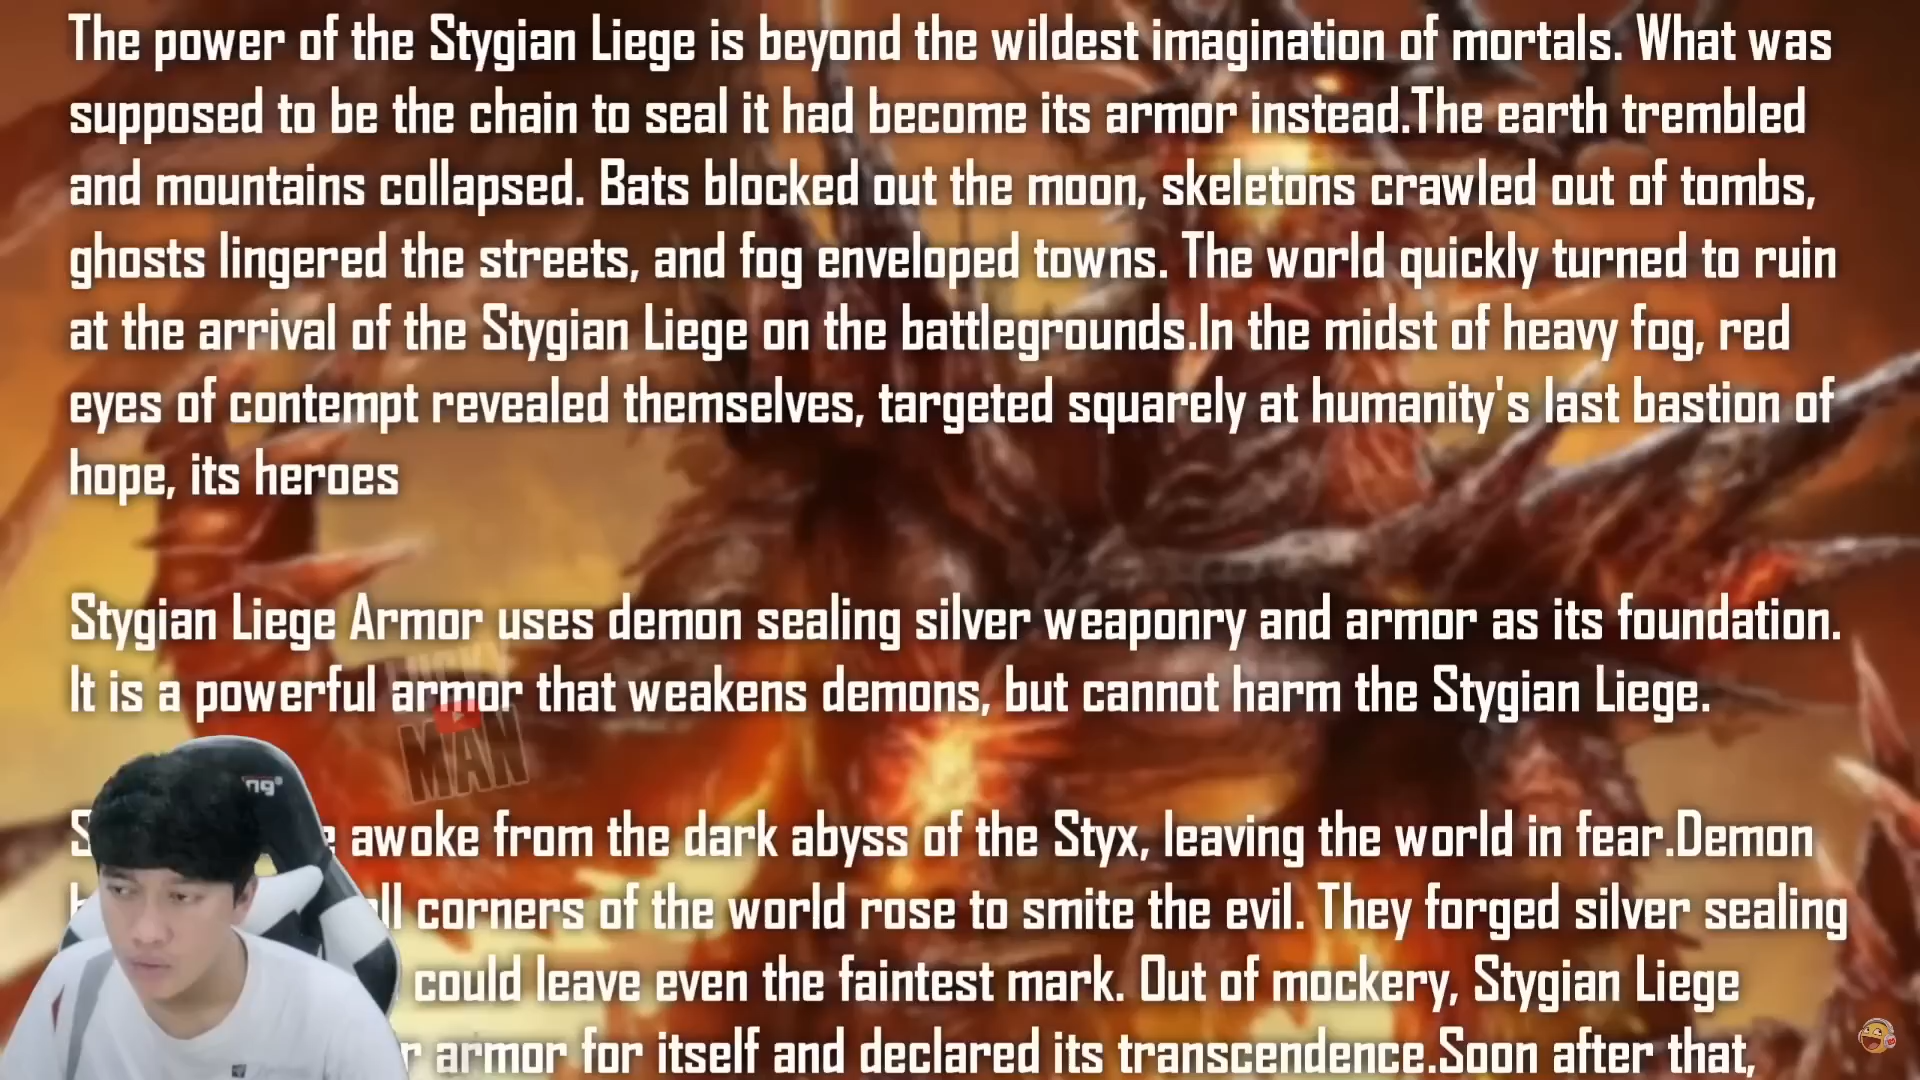 The power of the Stygian Liege is beyond the wildest imagination of mortals. What was
supposed to be the chain to seal it had become its armor instead.The earth trembled
and mountains collapsed. Bats blocked out the moon, skeletons crawled out of tombs,
ghosts lingered the streets, and fog enveloped towns. The world quickly turned to ruin
at the arrival of the Stygian Liege on the battlegrounds.In the midst of heavy fog, red
eyes of contempt revealed themselves, targeted squarely at humanity's last bastion of
hope, its heroes
Stygian Liege Armor uses demon sealing silver weaponry and armor as its foundation.
It is a powerful armor that weakens demons, but cannot harm the Stygian Liege.
LUCKY
MAN
awoke from the dark abyss of the Styx, leaving the world in fear.Demon
corners of the world rose to smite the evil. They forged silver sealing
could leave even the faintest mark. Out of mockery, Stygian Liege
armor for itself and declared its transcendence.Soon after that,